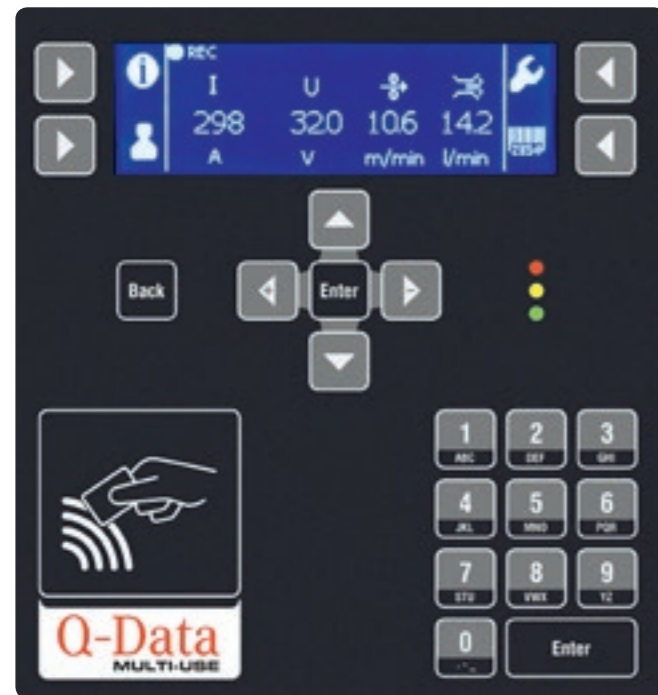 REC
I U
298 32.0 10.6 14.2
A V m/min l/min
Back
Enter
1 2 3
ABC DEF GHI
4 5 6
JKL MNO PQR
7 8 9
STU VWX YZ
0 Enter
Q-Data
MULTI-USE